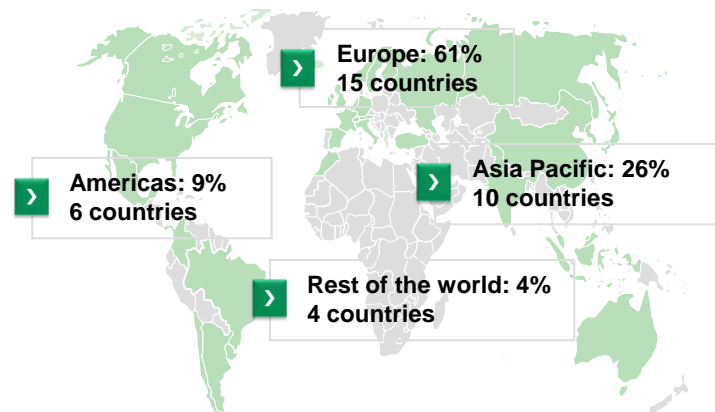 Europe: 61%
15 countries
Americas: 9%
6 countries
Asia Pacific: 26%
10 countries
Rest of the world: 4%
4 countries